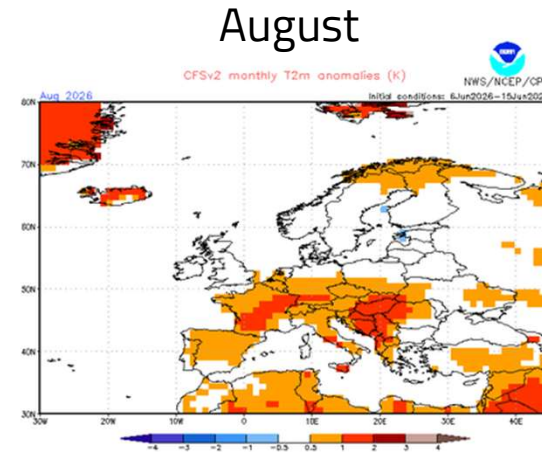 August
CFSv2 monthly T2m anomalies (K)
NWS/NCEP/CP
Aug 2026
Initial conditions: 6Jun2026-15Jun202
80N
70N
60N
50N
40N
30N
30W 20W 10W 0 10E 20E 30E 40E
-4 -3 -2 -1 -0.5 0.5 1 2 3 4